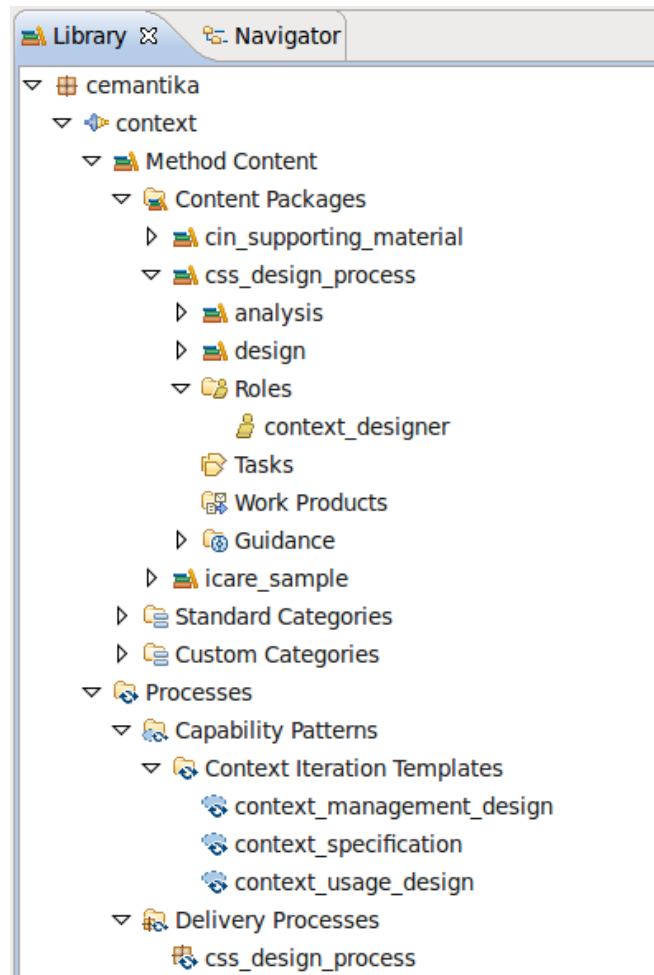 Library Navigator
cemantika
context
Method Content
Content Packages
cin_supporting_material
css_design_process
analysis
design
Roles
context_designer
Tasks
Work Products
Guidance
icare_sample
Standard Categories
Custom Categories
Processes
Capability Patterns
Context Iteration Templates
context_management_design
context_specification
context_usage_design
Delivery Processes
css_design_process